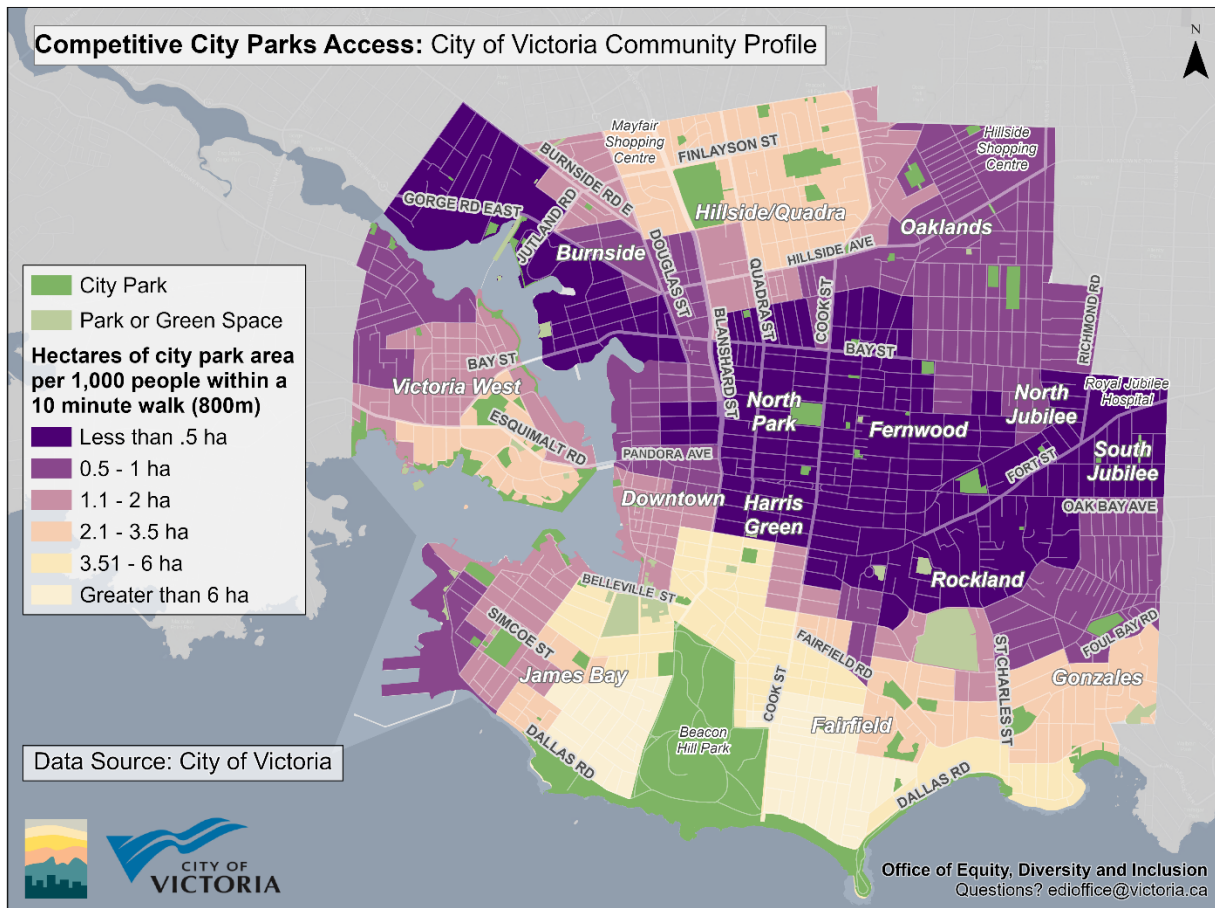 Competitive City Parks Access: City of Victoria Community Profile
N
Mayfair
Shopping
Centre
FINLAYSON ST
Hillside
Shopping
Centre
BURNSIDE RD E
GORGE RD EAST
JUTLAND RD
Hillside/Quadra
Oaklands
Burnside
DOUGLAS ST
HILLSIDE AVE
QUADRA ST
COOK ST
RICHMOND RD
City Park
Park or Green Space
Hectares of city park area
per 1,000 people within a
10 minute walk (800m)
Less than .5 ha
0.5 - 1 ha
1.1 - 2 ha
2.1 - 3.5 ha
3.51 - 6 ha
Greater than 6 ha
BLANSHARD ST
BAY ST
BAY ST
Victoria West
North
Park
Fernwood
North
Jubilee
Royal Jubilee
Hospital
ESQUIMALT RD
PANDORA AVE
FORT ST
South
Jubilee
Downtown
Harris
Green
OAK BAY AVE
BELLEVILLE ST
Rockland
SIMCOE ST
FAIRFIELD RD
ST CHARLES ST
FOUL BAY RD
James Bay
COOK ST
Gonzales
Beacon
Hill Park
Fairfield
DALLAS RD
DALLAS RD
Data Source: City of Victoria
CITY OF
VICTORIA
Office of Equity, Diversity and Inclusion
Questions? edioffice@victoria.ca